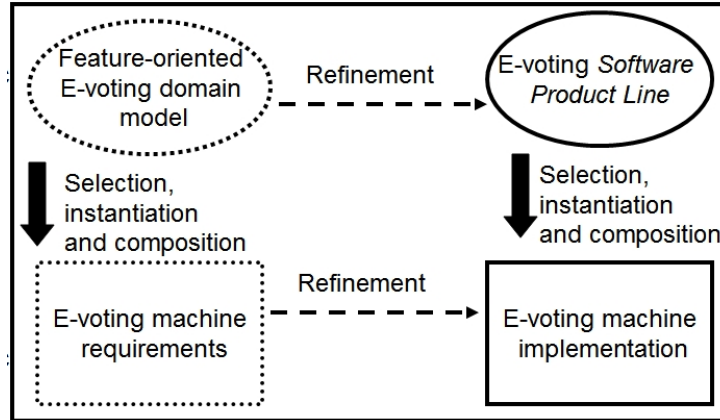 Feature-oriented
E-voting domain
model
Refinement
E-voting Software
Product Line
Selection,
instantiation
and composition
Selection,
instantiation
and composition
E-voting machine
requirements
Refinement
E-voting machine
implementation